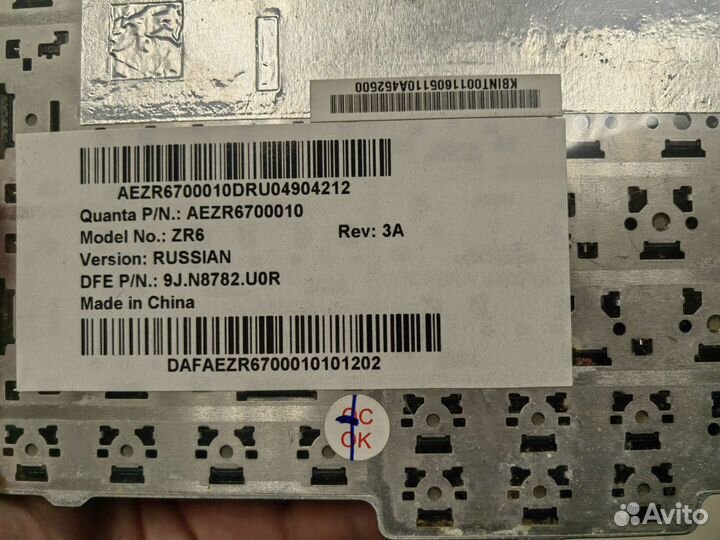 KBINT0011605110A452500
AEZR6700010DRU04904212
Quanta P/N.: AEZR6700010
Model No.: ZR6 Rev: 3A
Version: RUSSIAN
DFE P/N.: 9J.N8782.U0R
Made in China
DAFAEZR6700010101202
QC
OK
Avito